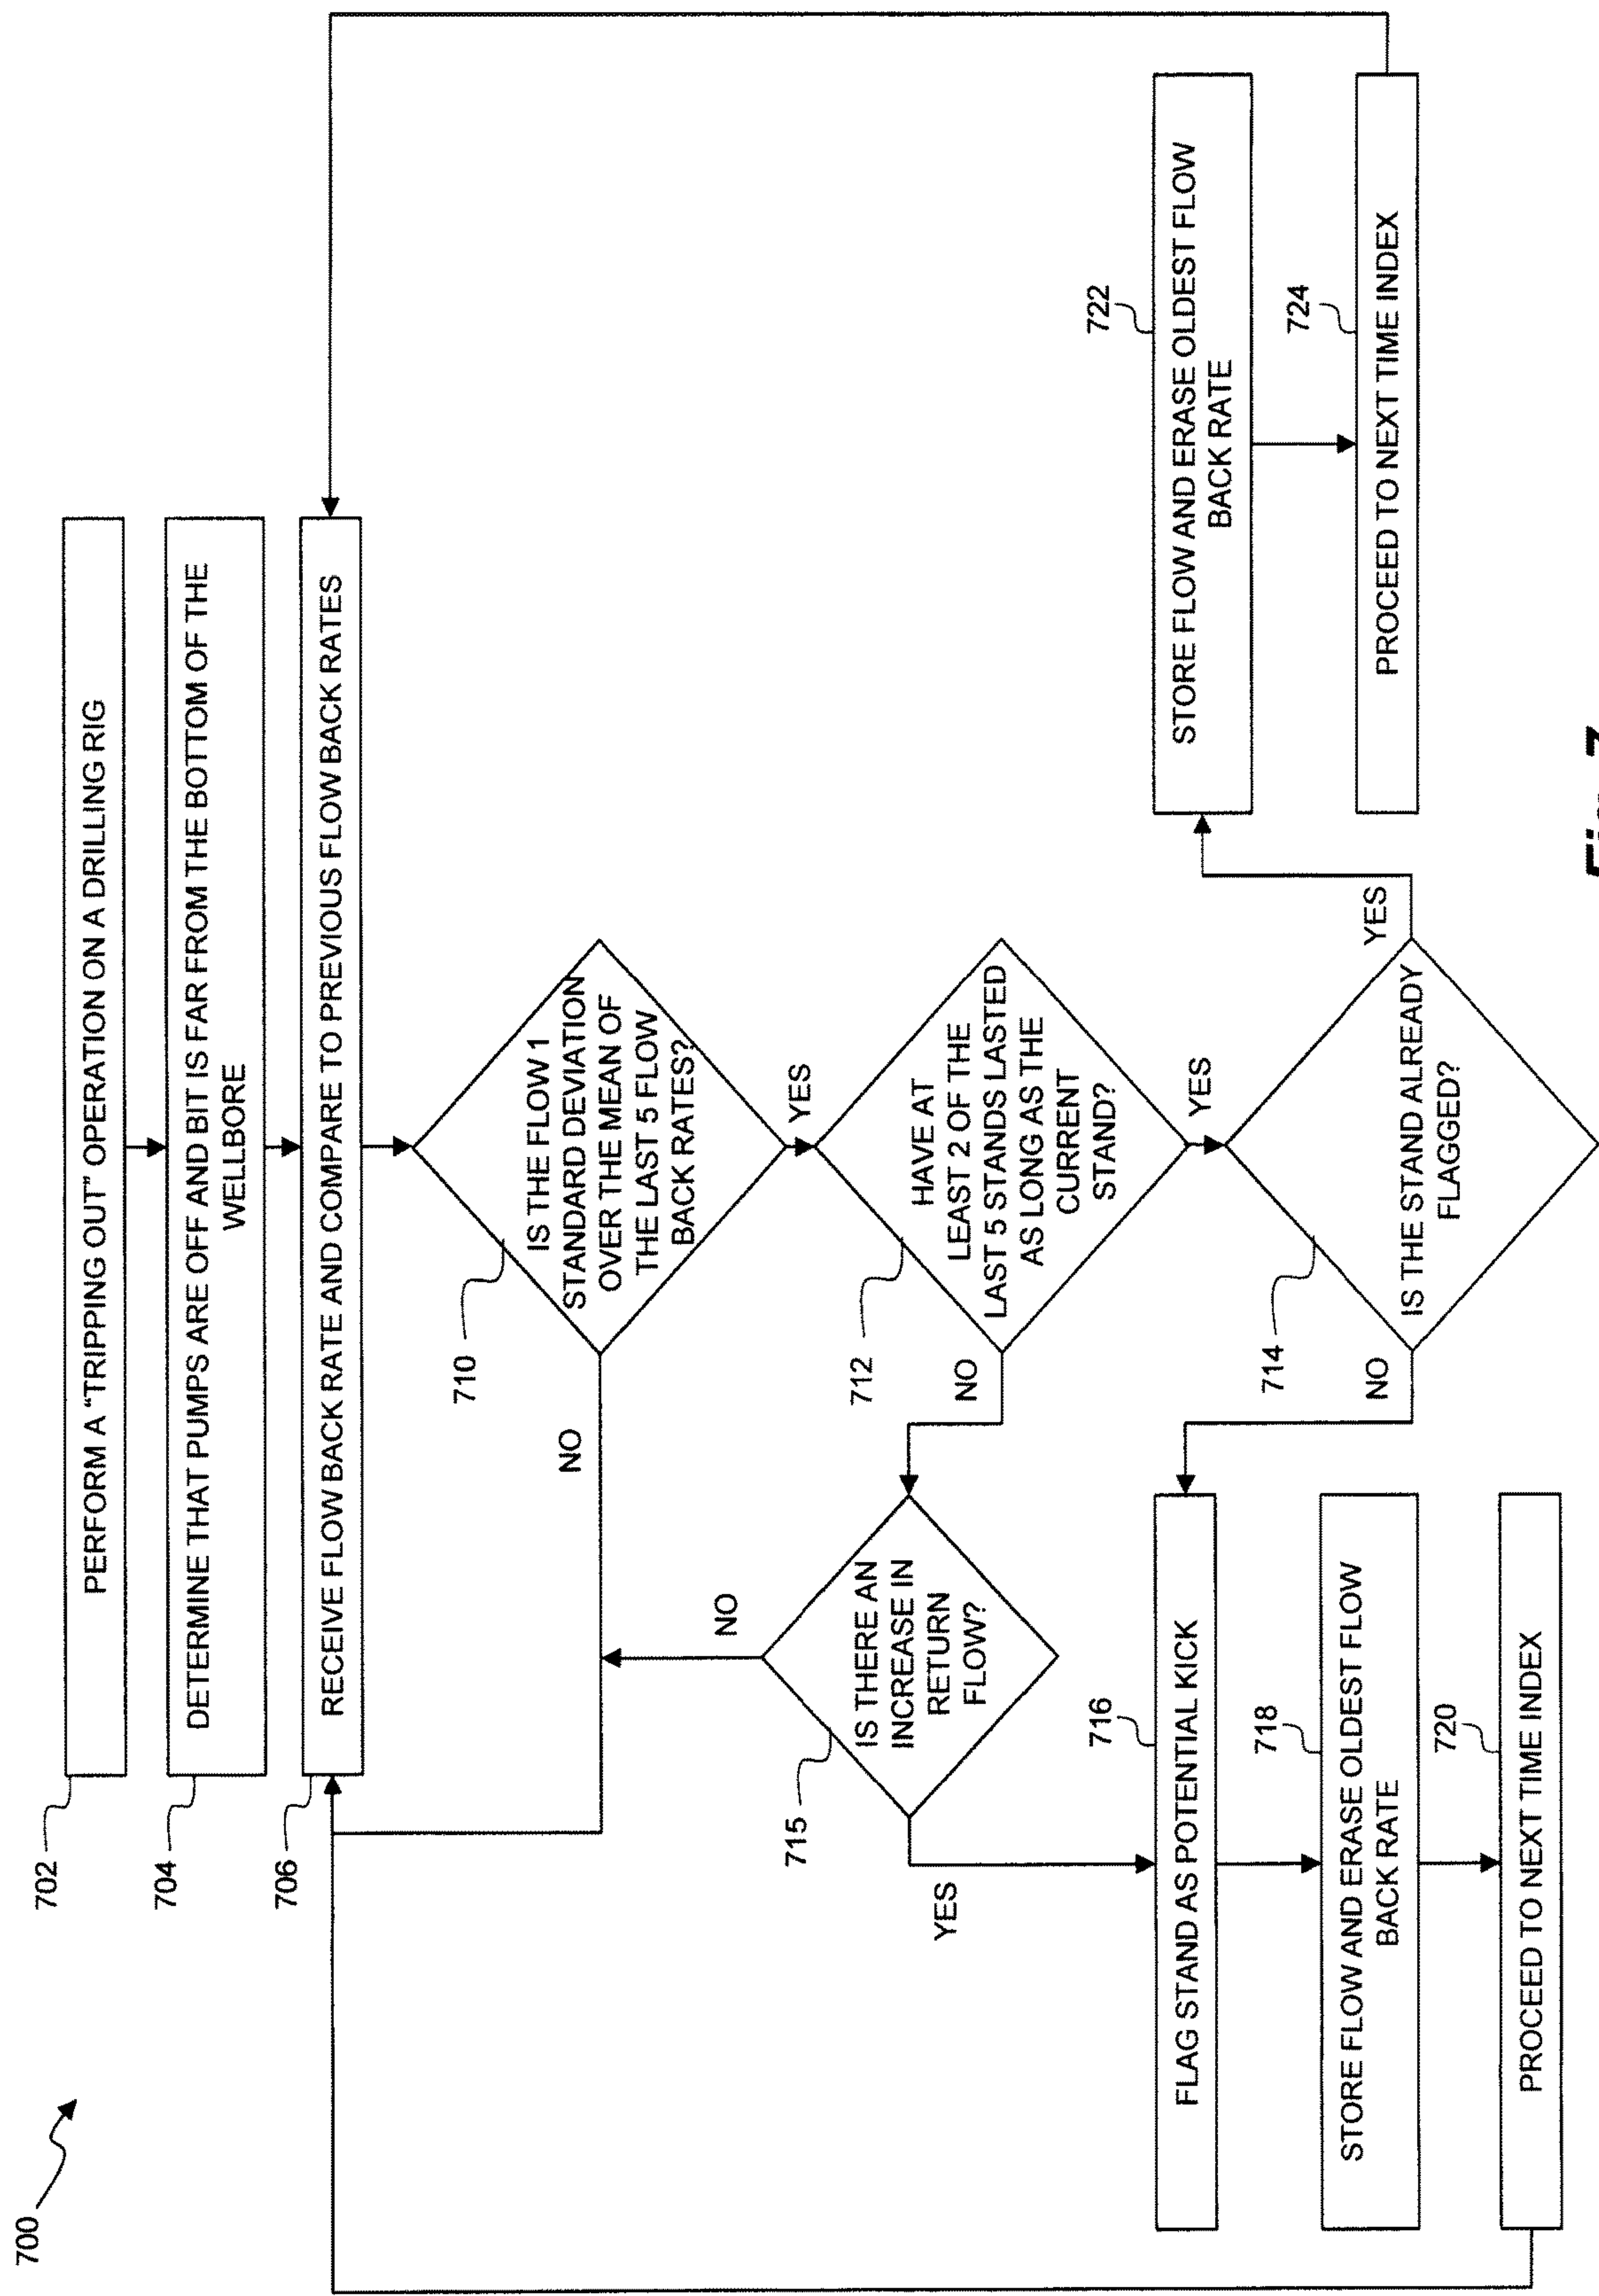 700
702
PERFORM A “TRIPPING OUT” OPERATION ON A DRILLING RIG
704
DETERMINE THAT PUMPS ARE OFF AND BIT IS FAR FROM THE BOTTOM OF THE
WELLBORE
706
RECEIVE FLOW BACK RATE AND COMPARE TO PREVIOUS FLOW BACK RATES
710
IS THE FLOW 1
STANDARD DEVIATION
OVER THE MEAN OF
THE LAST 5 FLOW
BACK RATES?
NO
YES
712
HAVE AT
LEAST 2 OF THE
LAST 5 STANDS LASTED
AS LONG AS THE
CURRENT
STAND?
NO
YES
715
IS THERE AN
INCREASE IN
RETURN
FLOW?
NO
YES
714
IS THE STAND ALREADY
FLAGGED?
NO
YES
716
FLAG STAND AS POTENTIAL KICK
718
STORE FLOW AND ERASE OLDEST FLOW
BACK RATE
720
PROCEED TO NEXT TIME INDEX
722
STORE FLOW AND ERASE OLDEST FLOW
BACK RATE
724
PROCEED TO NEXT TIME INDEX
Fig. 7